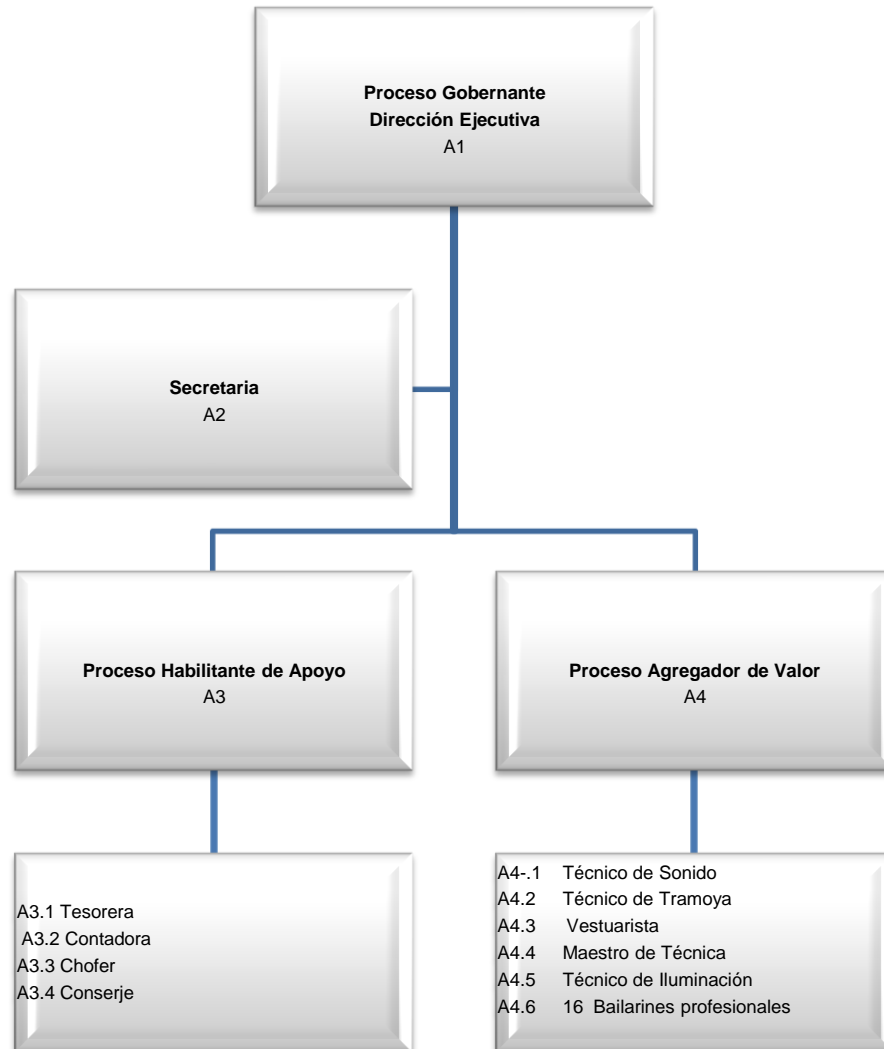 Proceso Gobernante
Dirección Ejecutiva
A1
Secretaria
A2
Proceso Habilitante de Apoyo
A3
Proceso Agregador de Valor
A4
A3.1 Tesorera
A3.2 Contadora
A3.3 Chofer
A3.4 Conserje
A4-.1 Técnico de Sonido
A4.2 Técnico de Tramoya
A4.3 Vestuarista
A4.4 Maestro de Técnica
A4.5 Técnico de Iluminación
A4.6 16 Bailarines profesionales